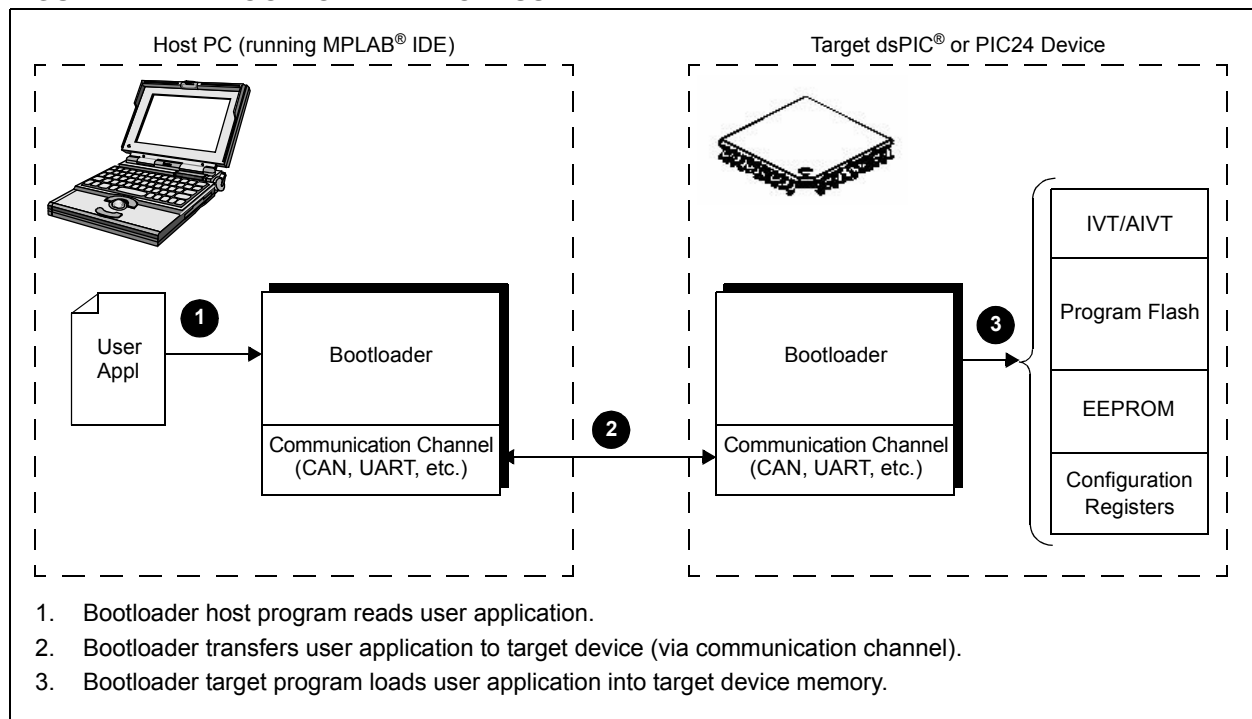 Host PC (running MPLAB® IDE)
Target dsPIC® or PIC24 Device
User
Appl
1
Bootloader
Communication Channel
(CAN, UART, etc.)
2
Bootloader
Communication Channel
(CAN, UART, etc.)
3
IVT/AIVT
Program Flash
EEPROM
Configuration
Registers
1. Bootloader host program reads user application.
2. Bootloader transfers user application to target device (via communication channel).
3. Bootloader target program loads user application into target device memory.